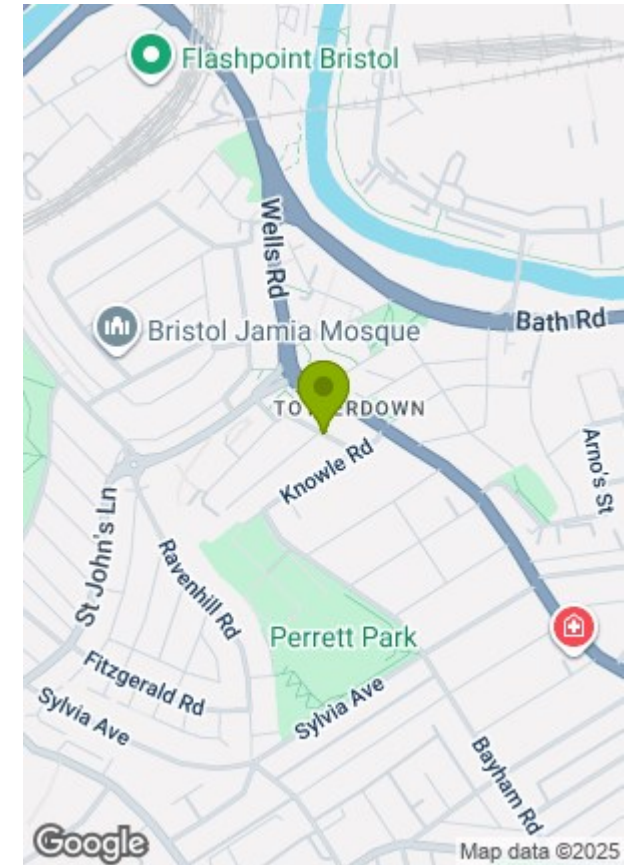 Flashpoint Bristol
Wells Rd
Bath Rd
Bristol Jamia Mosque
Knowle Rd
Arno's St
St John's Ln
Ravenhill Rd
Perrett Park
Fitzgerald Rd
Sylvia Ave
Sylvia Ave
Bayham Rd
Google
Map data ©2025